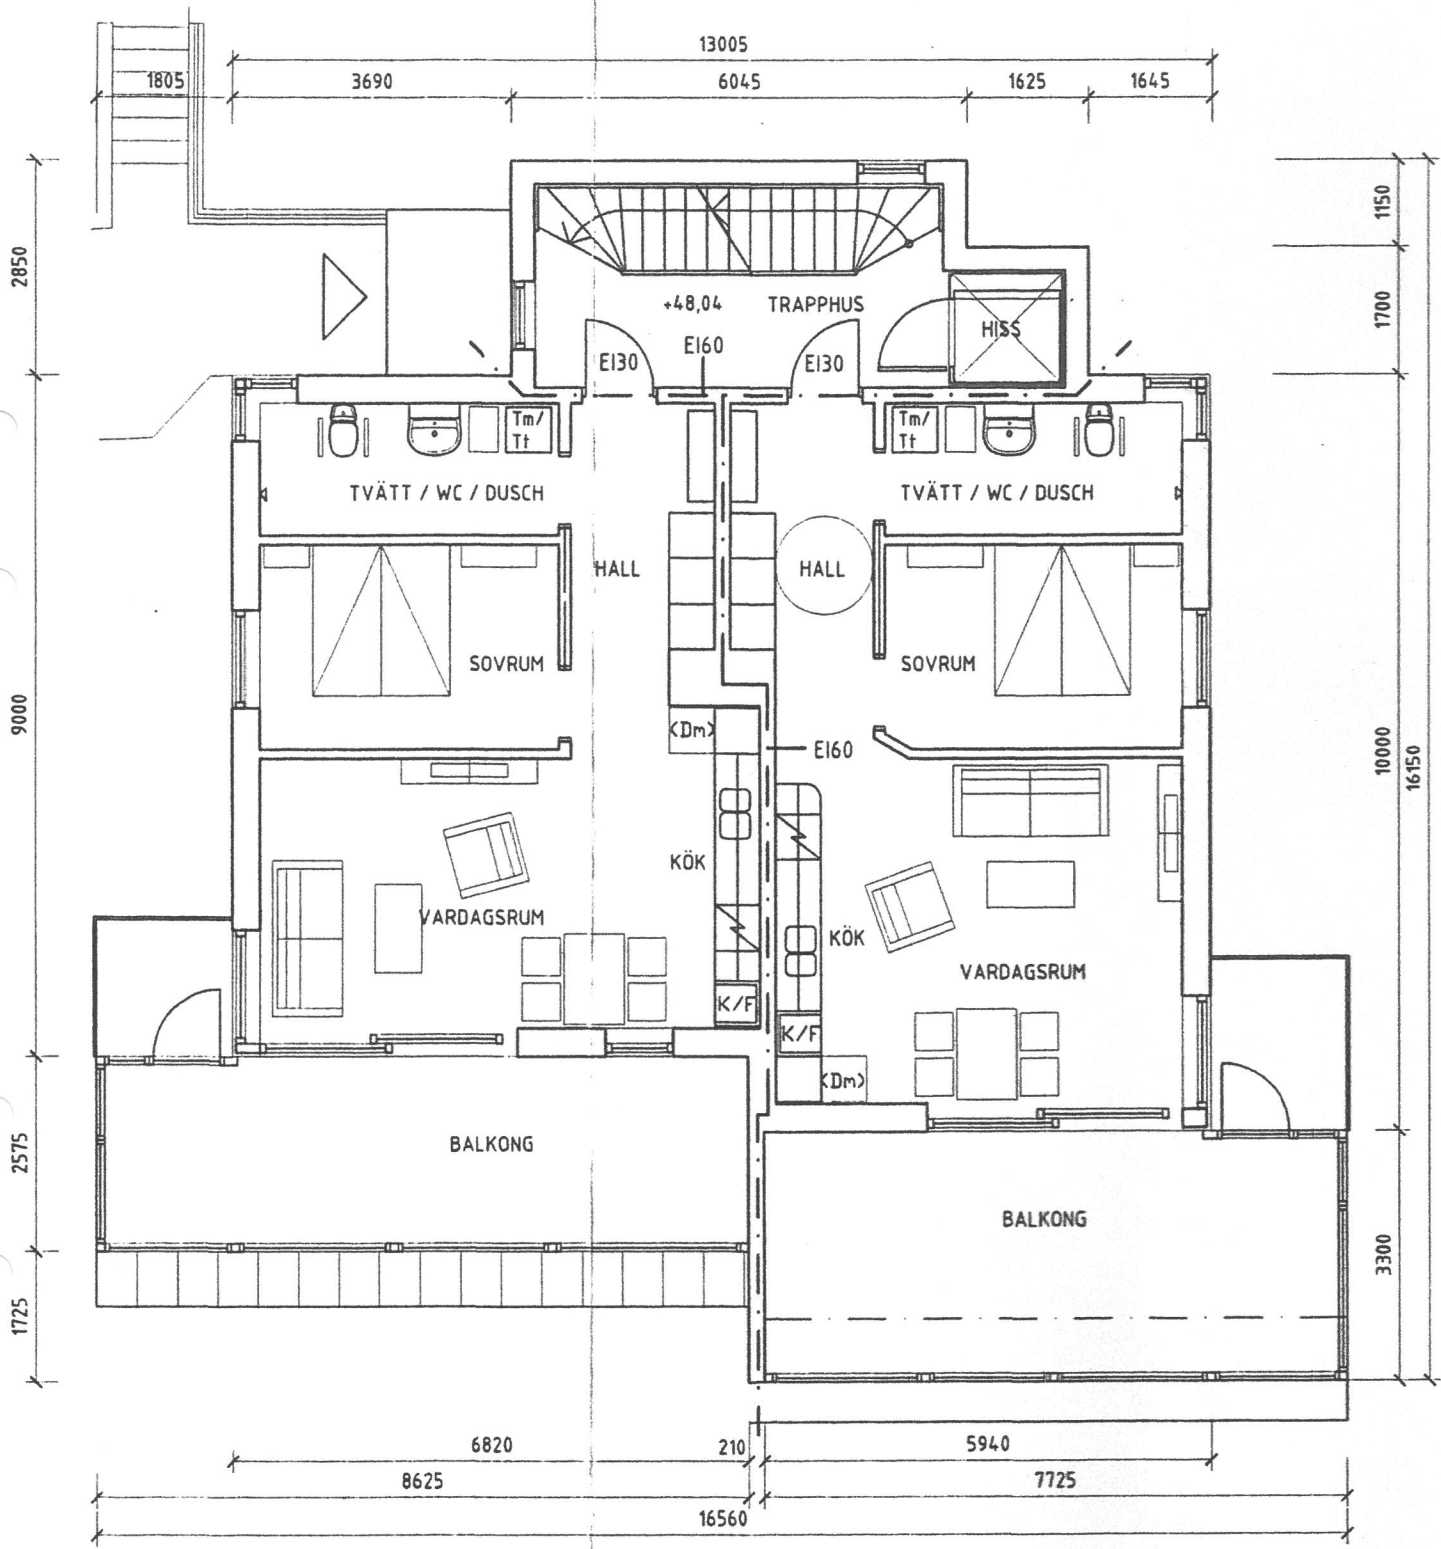 13005
1805
3690
6045
1625
1645
1150
2850
+48,04
TRAPPHUS
1700
HISS
EI60
EI30
EI30
Tm/
Tt
Tm/
Tt
TVÄTT / WC / DUSCH
TVÄTT / WC / DUSCH
HALL
HALL
SOVRUM
SOVRUM
9000
(Dm)
EI60
10000
16150
KÖK
VARDAGSRUM
KÖK
VARDAGSRUM
K/F
K/F
(Dm)
2575
BALKONG
BALKONG
3300
1725
6820
210
5940
8625
7725
16560